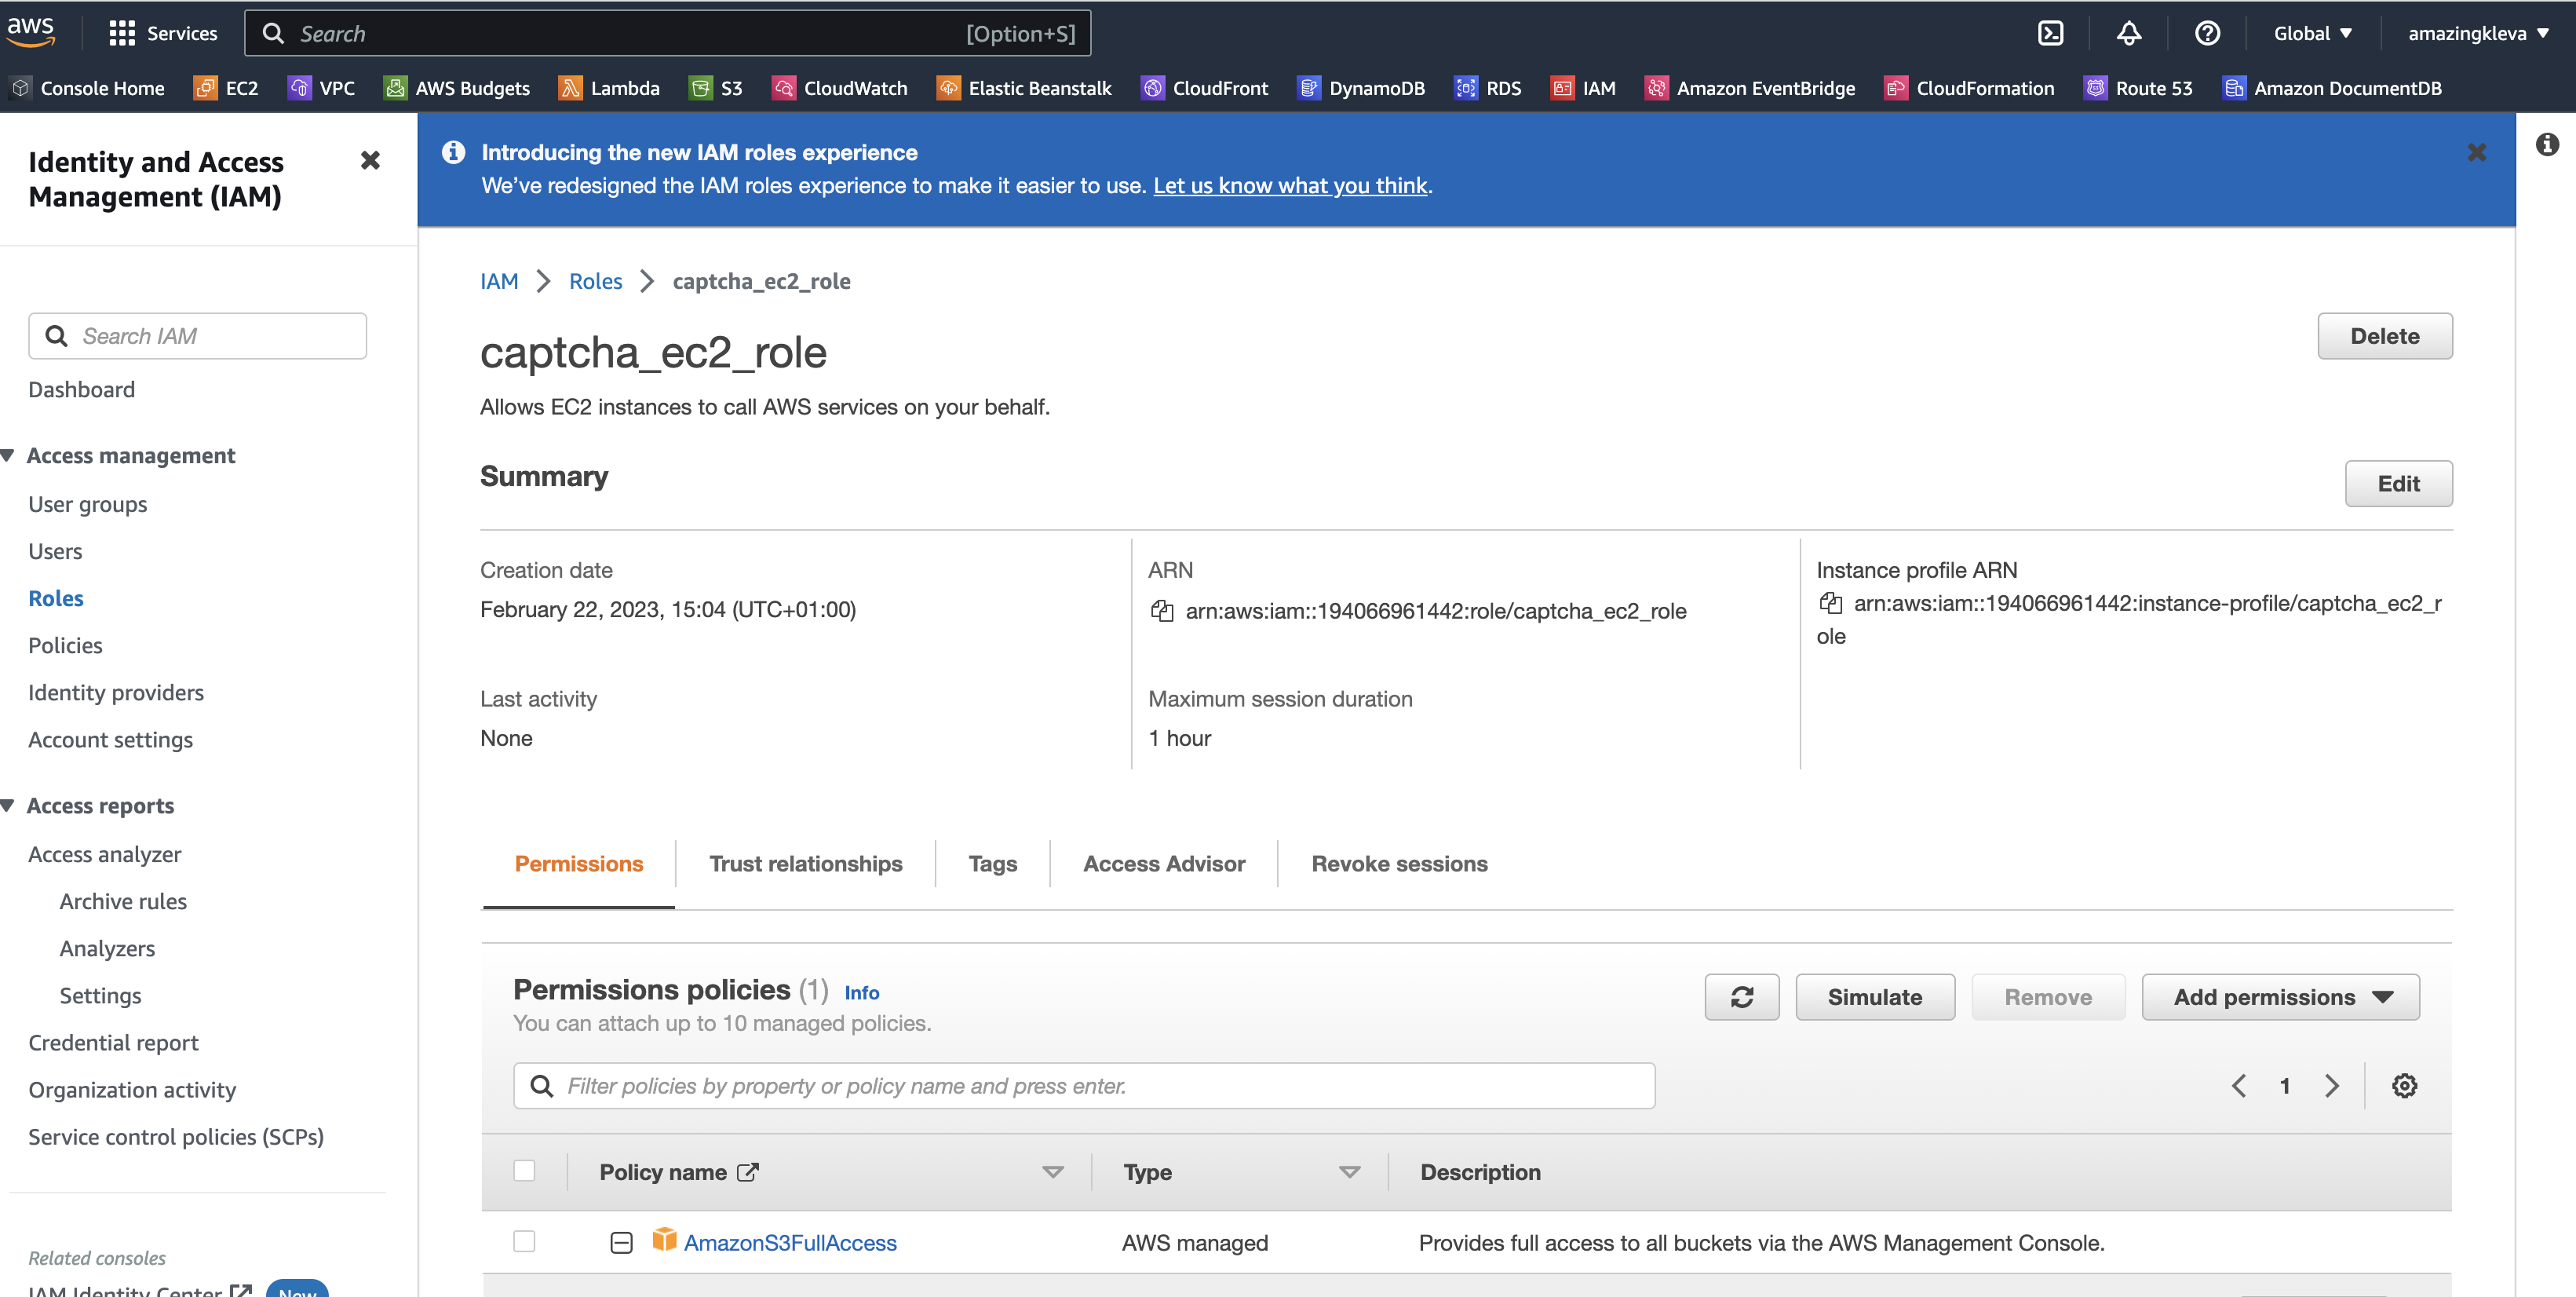 aws
Services
Search
[Option+S]
Global
amazingkleva
Console Home
EC2
VPC
AWS Budgets
Lambda
S3
CloudWatch
Elastic Beanstalk
CloudFront
DynamoDB
RDS
IAM
Amazon EventBridge
CloudFormation
Route 53
Amazon DocumentDB
Identity and Access
Management (IAM)
Search IAM
Dashboard
Access management
User groups
Users
Roles
Policies
Identity providers
Account settings
Access reports
Access analyzer
Archive rules
Analyzers
Settings
Credential report
Organization activity
Service control policies (SCPs)
Related consoles
IAM Identity Center
New
Introducing the new IAM roles experience
We've redesigned the IAM roles experience to make it easier to use. Let us know what you think.
IAM
Roles
captcha_ec2_role
captcha_ec2_role
Delete
Allows EC2 instances to call AWS services on your behalf.
Summary
Edit
Creation date
February 22, 2023, 15:04 (UTC+01:00)
ARN
arn:aws:iam::194066961442:role/captcha_ec2_role
Instance profile ARN
arn:aws:iam::194066961442:instance-profile/captcha_ec2_r
ole
Last activity
None
Maximum session duration
1 hour
Permissions
Trust relationships
Tags
Access Advisor
Revoke sessions
Permissions policies (1) Info
You can attach up to 10 managed policies.
Simulate
Remove
Add permissions
Filter policies by property or policy name and press enter.
1
Policy name
Type
Description
AmazonS3FullAccess
AWS managed
Provides full access to all buckets via the AWS Management Console.